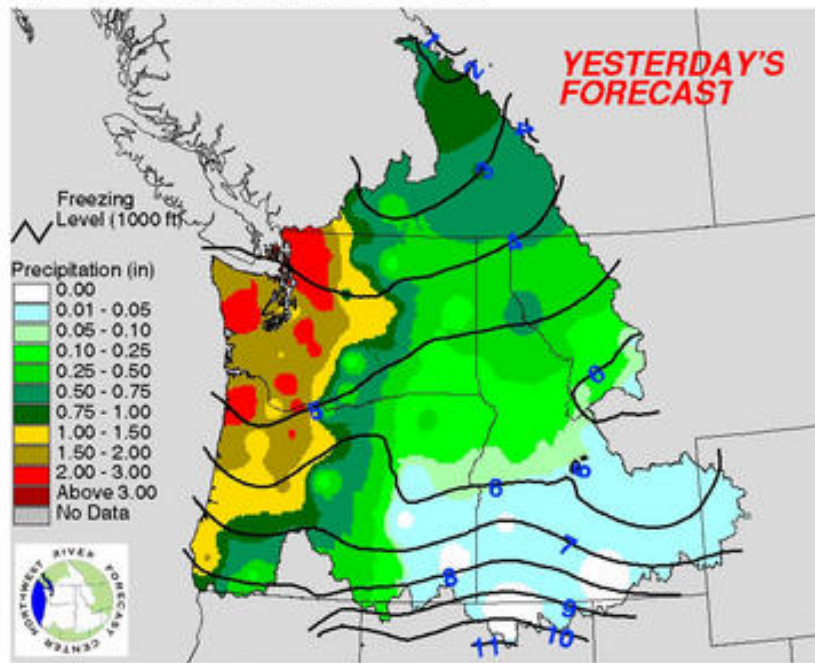 YESTERDAY'S
FORECAST
Freezing
Level (1000 ft)
Precipitation (in)
0.00
0.01 - 0.05
0.05 - 0.10
0.10 - 0.25
0.25 - 0.50
0.50 - 0.75
0.75 - 1.00
1.00 - 1.50
1.50 - 2.00
2.00 - 3.00
Above 3.00
No Data
1
2
4
3
4
5
6
6
6
7
8
9
10
11
NORTHWEST RIVER FORECAST CENTER